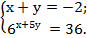 {x + y = −2;
6^{x+5y} = 36.